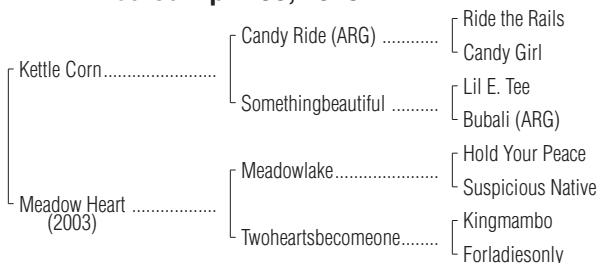 Ride the Rails
Candy Ride (ARG) ...........
Candy Girl
Kettle Corn.......................
Lil E. Tee
Somethingbeautiful ..........
Bubali (ARG)
Hold Your Peace
Meadowlake......................
Suspicious Native
Meadow Heart .................
(2003)
Kingmambo
Twoheartsbecomeone........
Forladiesonly